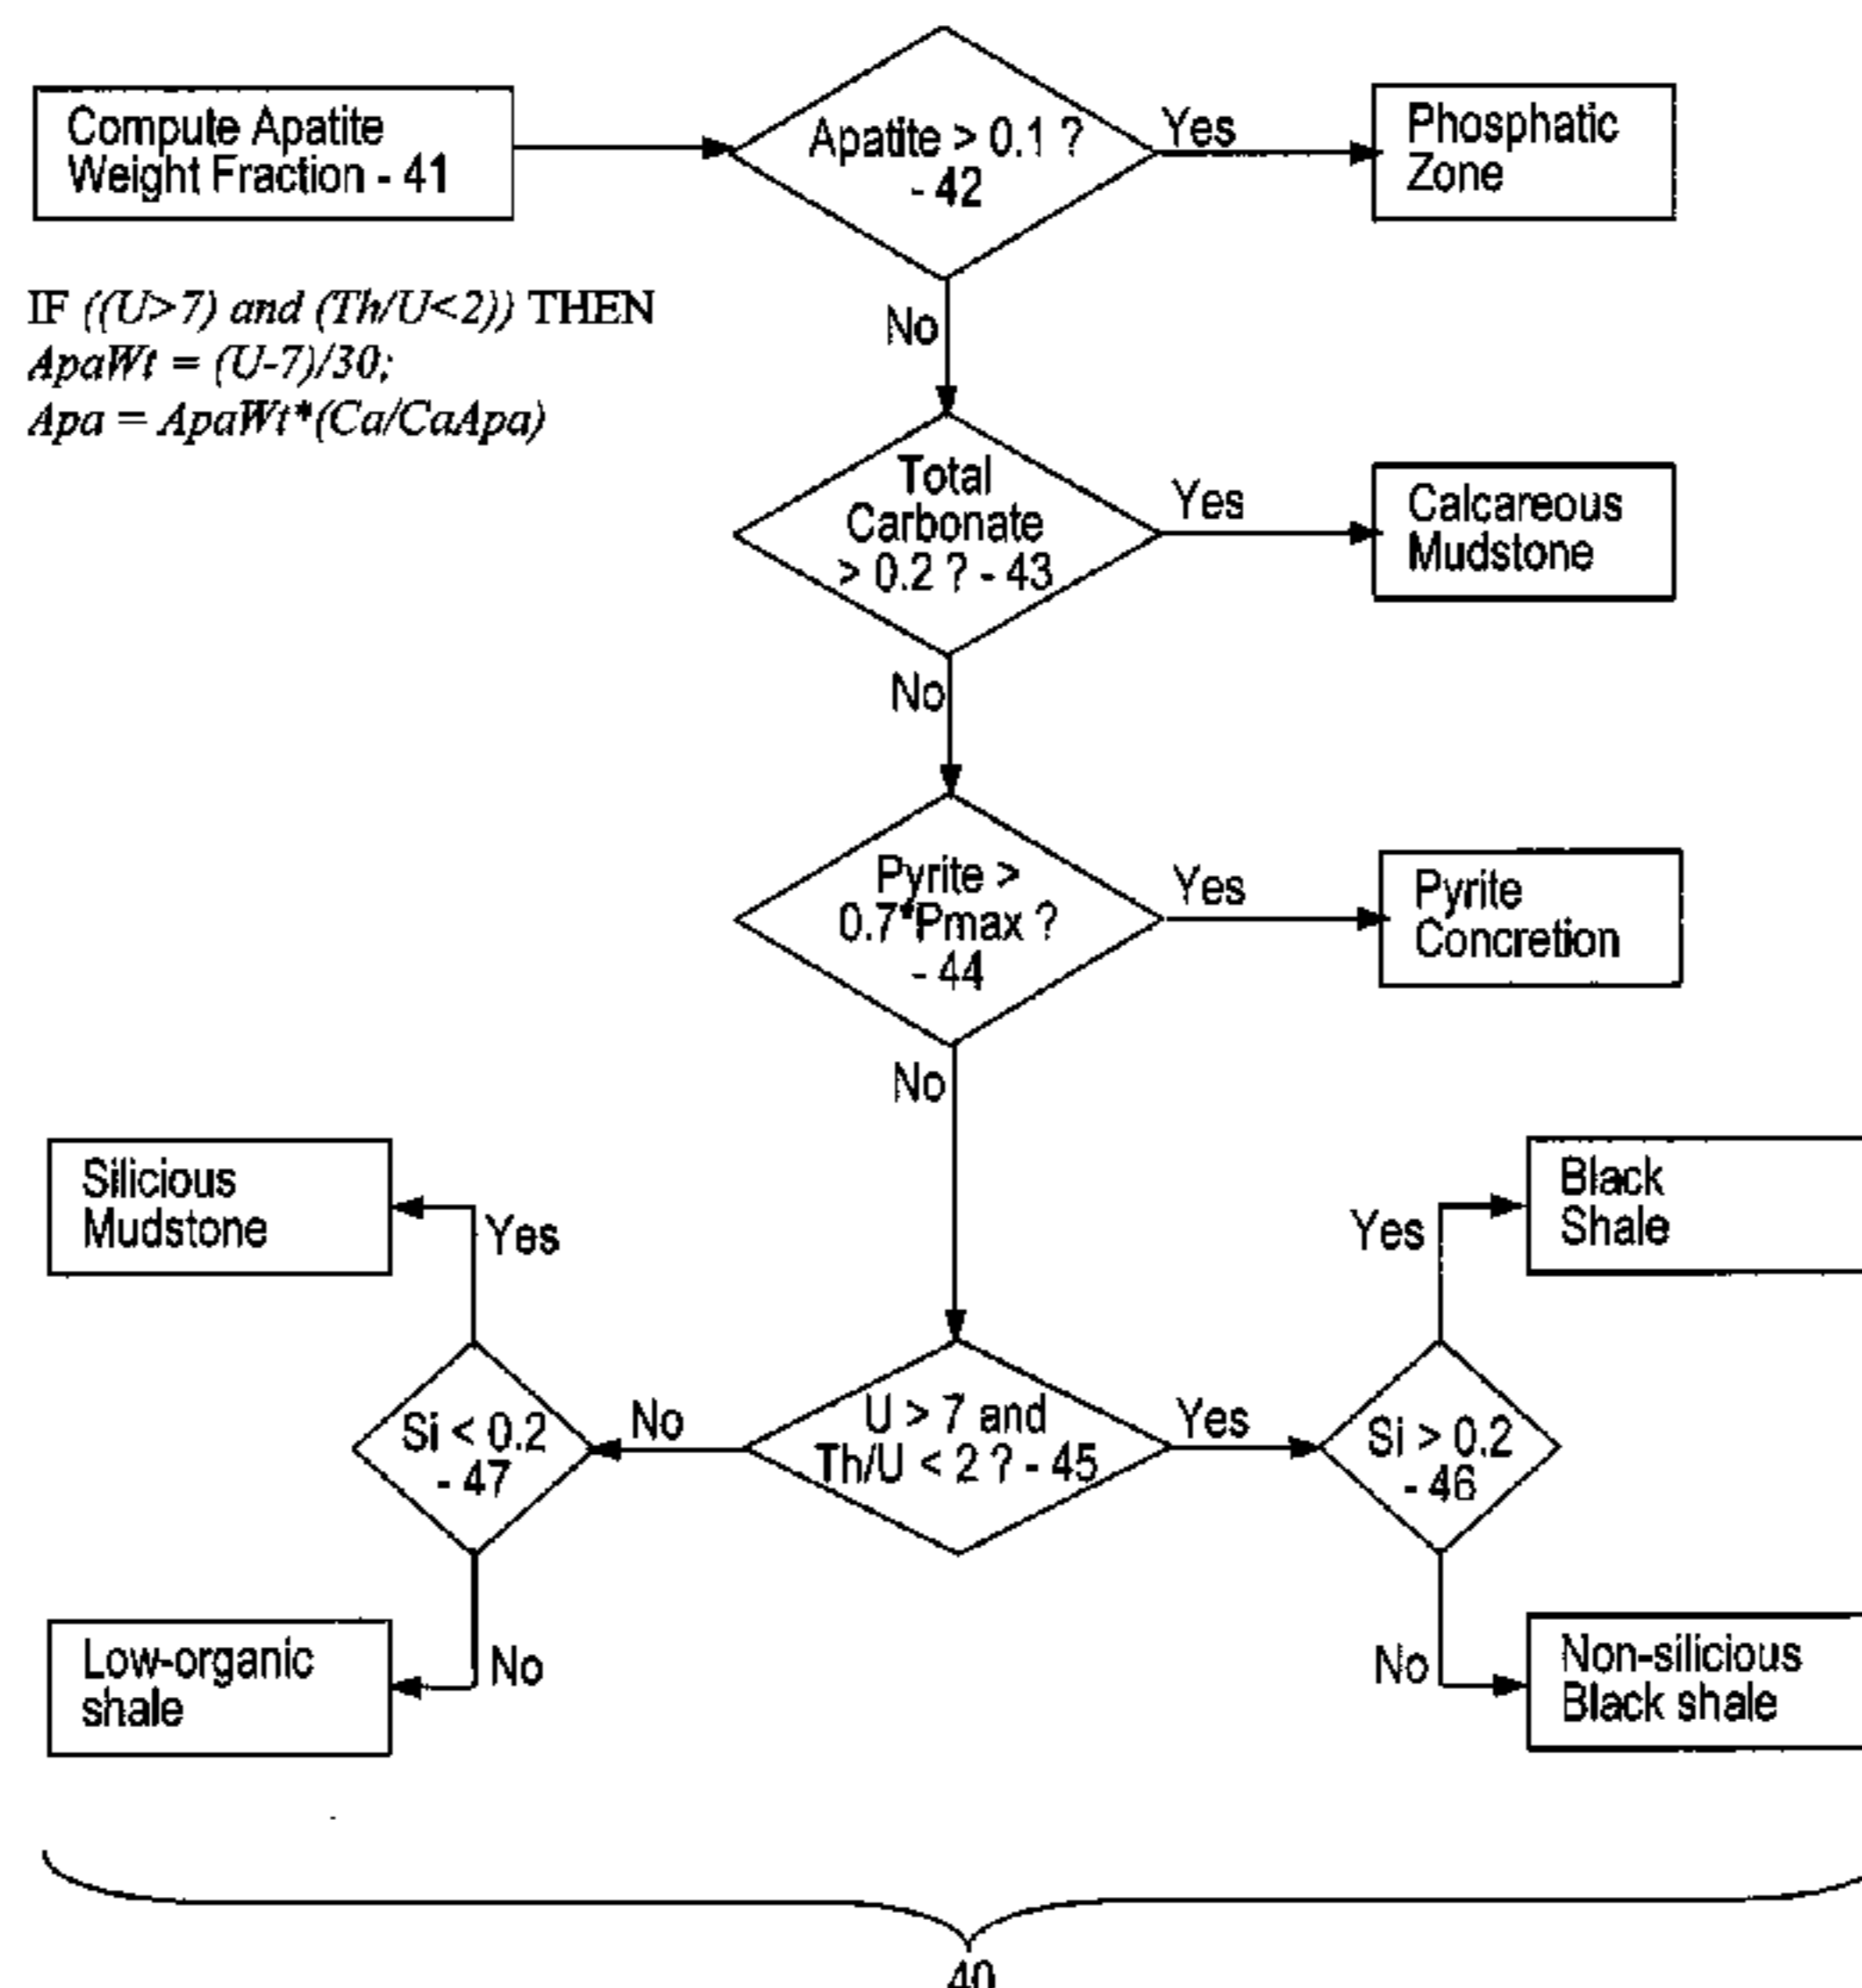 Compute Apatite
Weight Fraction - 41
Apatite > 0.1 ?
- 42
Yes
Phosphatic
Zone
IF ((U>7) and (Th/U<2)) THEN
ApaWt = (U-7)/30;
Apa = ApaWt*(Ca/CaApa)
No
Total
Carbonate
> 0.2 ? - 43
Yes
Calcareous
Mudstone
No
Pyrite >
0.7*Pmax ?
- 44
Yes
Pyrite
Concretion
No
Silicious
Mudstone
Yes
Yes
Black
Shale
Si < 0.2
- 47
No
U > 7 and
Th/U < 2 ? - 45
Yes
Si > 0.2
- 46
Low-organic
shale
No
No
Non-silicious
Black shale
40